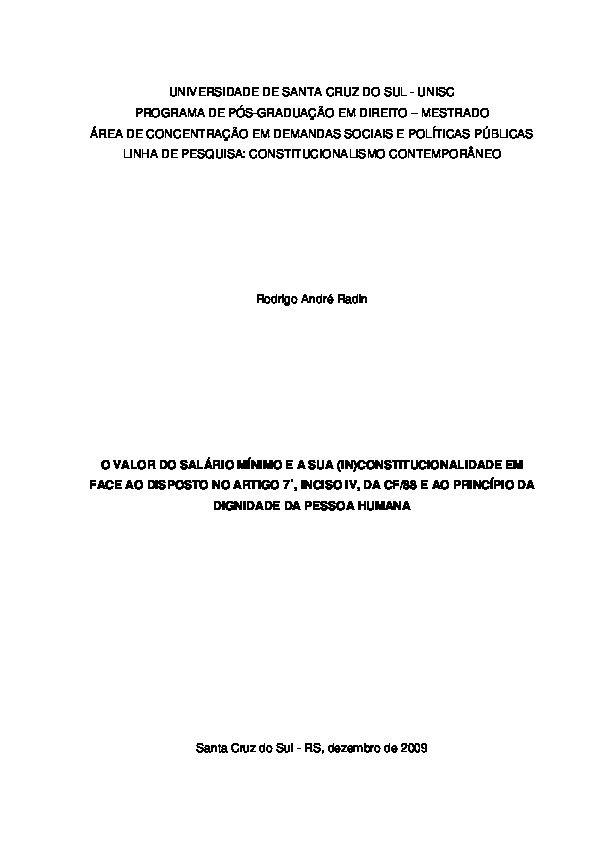 UNIVERSIDADE DE SANTA CRUZ DO SUL - UNISC
PROGRAMA DE PÓS-GRADUAÇÃO EM DIREITO – MESTRADO
ÁREA DE CONCENTRAÇÃO EM DEMANDAS SOCIAIS E POLÍTICAS PÚBLICAS
LINHA DE PESQUISA: CONSTITUCIONALISMO CONTEMPORÂNEO
Rodrigo André Radin
O VALOR DO SALÁRIO MÍNIMO E A SUA (IN)CONSTITUCIONALIDADE EM
FACE AO DISPOSTO NO ARTIGO 7°, INCISO IV, DA CF/88 E AO PRINCÍPIO DA
DIGNIDADE DA PESSOA HUMANA
Santa Cruz do Sul - RS, dezembro de 2009